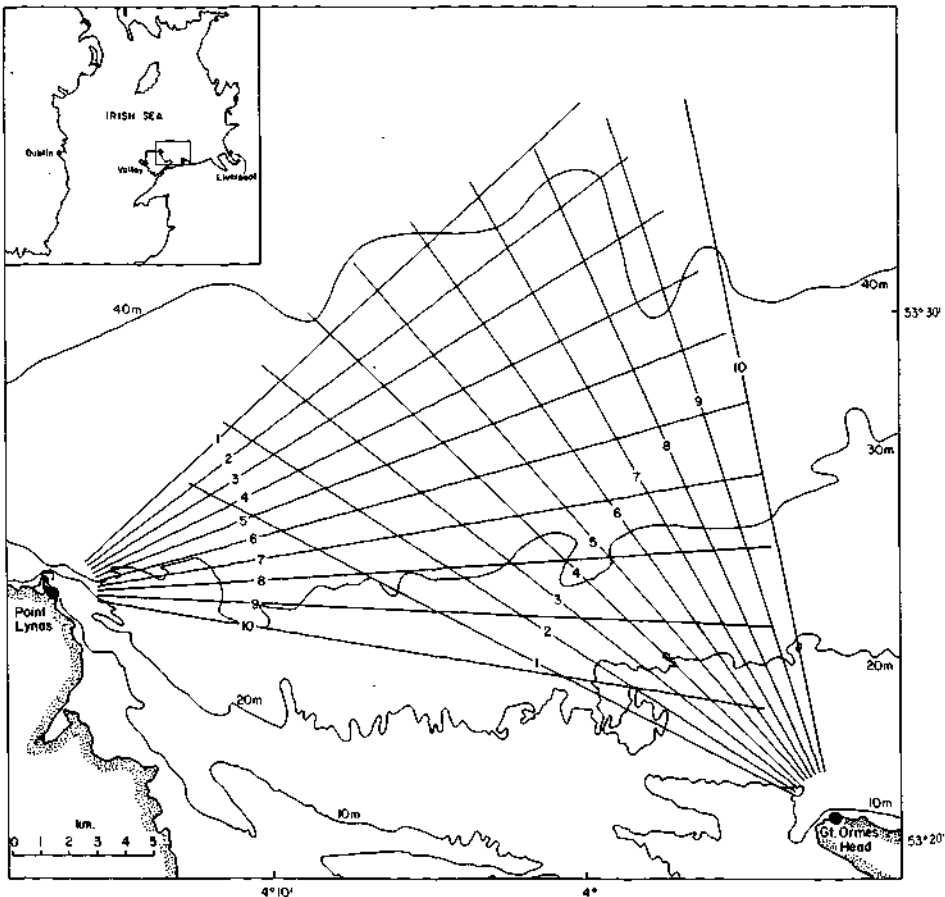 IRISH SEA
Dublin
Valley
Liverpool
40m
40m
53° 30'
10
9
1
8
2
30m
3
7
4
5
6
6
5
7
4
8
3
9
10
2
Point
Lynas
1
20m
20m
10m
10m
Gt. Ormes
Head
km.
0 1 2 3 4 5
53° 20'
4° 10'
4°